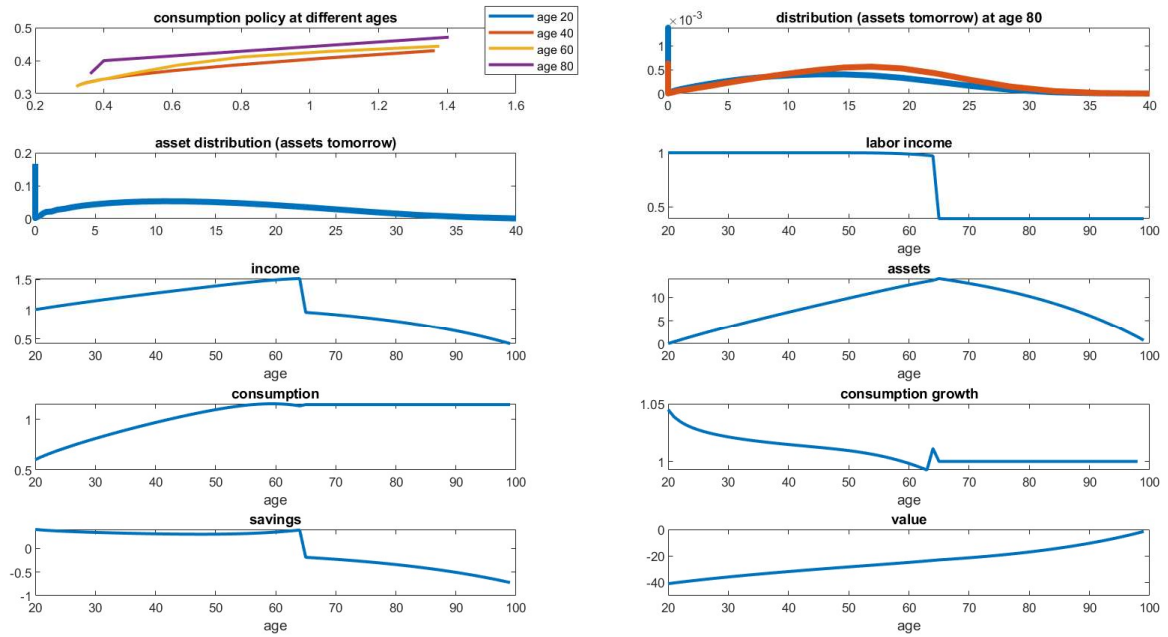 consumption policy at different ages
0.5
0.4
0.3
0.2 0.4 0.6 0.8 1 1.2 1.4 1.6
age 20
age 40
age 60
age 80
distribution (assets tomorrow) at age 80
×10⁻³
1
0.5
0
0 5 10 15 20 25 30 35 40
asset distribution (assets tomorrow)
0.2
0.1
0
0 5 10 15 20 25 30 35 40
labor income
1
0.5
20 30 40 50 60 70 80 90 100
age
income
1.5
1
0.5
20 30 40 50 60 70 80 90 100
age
assets
10
5
0
20 30 40 50 60 70 80 90 100
age
consumption
1
0.5
20 30 40 50 60 70 80 90 100
age
consumption growth
1.05
1
20 30 40 50 60 70 80 90 100
age
savings
0
-0.5
-1
20 30 40 50 60 70 80 90 100
age
value
0
-20
-40
20 30 40 50 60 70 80 90 100
age